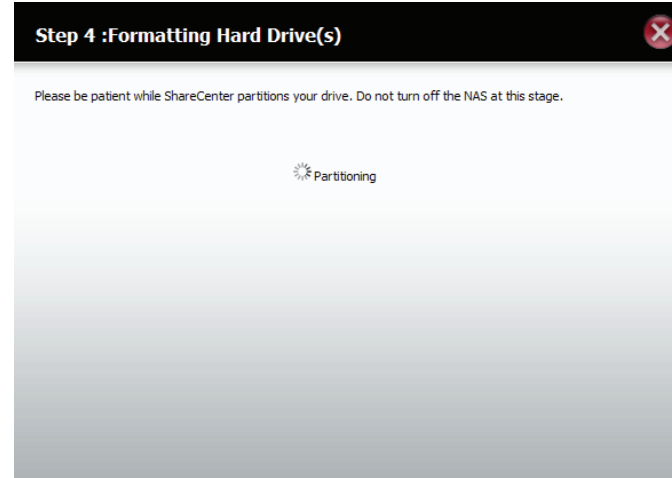 Step 4 :Formatting Hard Drive(s)
Please be patient while ShareCenter partitions your drive. Do not turn off the NAS at this stage.
Partitioning